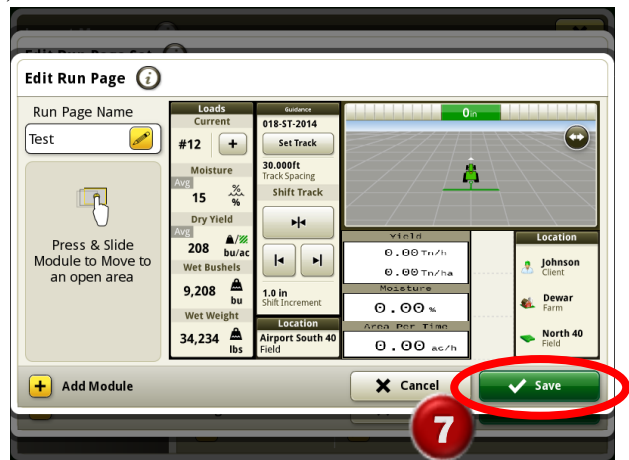 Edit Run Page
Run Page Name
Test
Press & Slide
Module to Move to
an open area
Loads
Current
#12 +
Moisture
Avg
15 %
%
Dry Yield
Avg
208 bu/ac
Wet Bushels
9,208 bu
Wet Weight
34,234 lbs
Guidance
018-ST-2014
Set Track
30.000ft
Track Spacing
Shift Track
1.0 in
Shift Increment
Location
Airport South 40
Field
0in
Yield
0.00 Tn/h
0.00 Tn/ha
Moisture
0.00 %
Area Per Time
0.00 ac/h
Location
Johnson
Client
Dewar
Farm
North 40
Field
+ Add Module
Cancel
Save
7